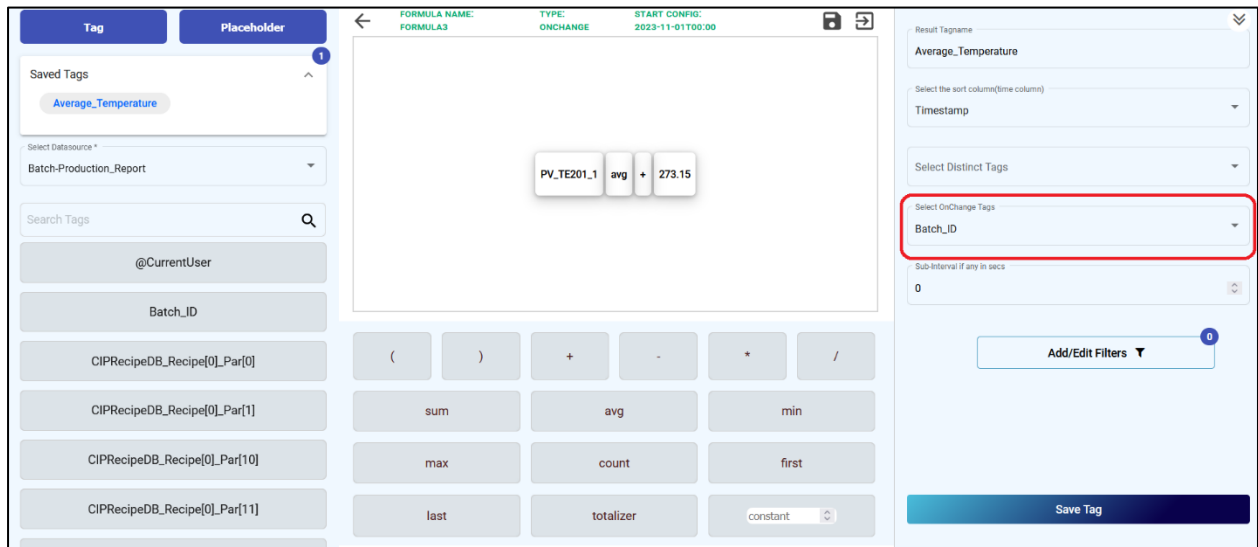 Tag
Placeholder
1
Saved Tags
Average_Temperature
Select Datasource *
Batch-Production_Report
Search Tags
@CurrentUser
Batch_ID
CIPRecipeDB_Recipe[0]_Par[0]
CIPRecipeDB_Recipe[0]_Par[1]
CIPRecipeDB_Recipe[0]_Par[10]
CIPRecipeDB_Recipe[0]_Par[11]
FORMULA NAME:
FORMULA3
TYPE:
ONCHANGE
START CONFIG:
2023-11-01T00:00
PV_TE201_1 avg + 273.15
( ) + - * /
sum avg min
max count first
last totalizer constant
Result Tagname
Average_Temperature
Select the sort column(time column)
Timestamp
Select Distinct Tags
Select OnChange Tags
Batch_ID
Sub-Interval if any in secs
0
0
Add/Edit Filters
Save Tag